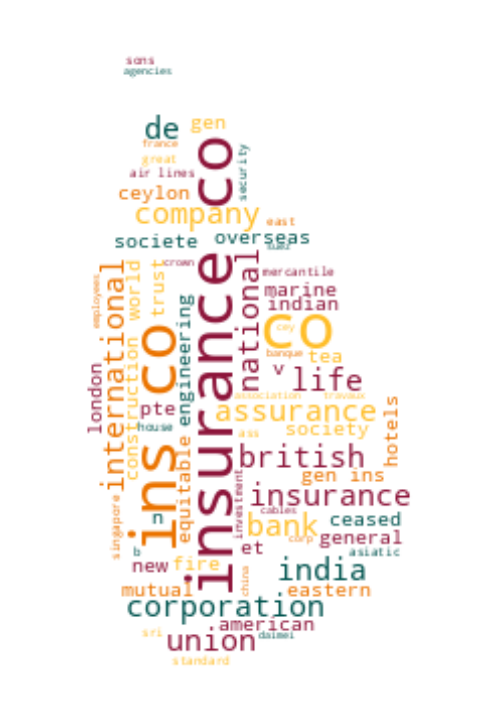 sons
agencies
de
gen
france
great
security
air lines
ceylon
insurance co
company
east
societe
overseas
suez
crown
mercantile
international
world
trust
national
employees
marine
indian
engineering
ins co
co
cey
banque
tea
v
life
london
construction
association
travaux
pte
assurance
hotels
house
society
ass
equitable
british
gen ins
investment
insurance
singapore
cables
n
bank
ceased
corp
general
et
b
asiatic
new
fire
india
china
mutual
eastern
corporation
american
sri
union
daimei
standard